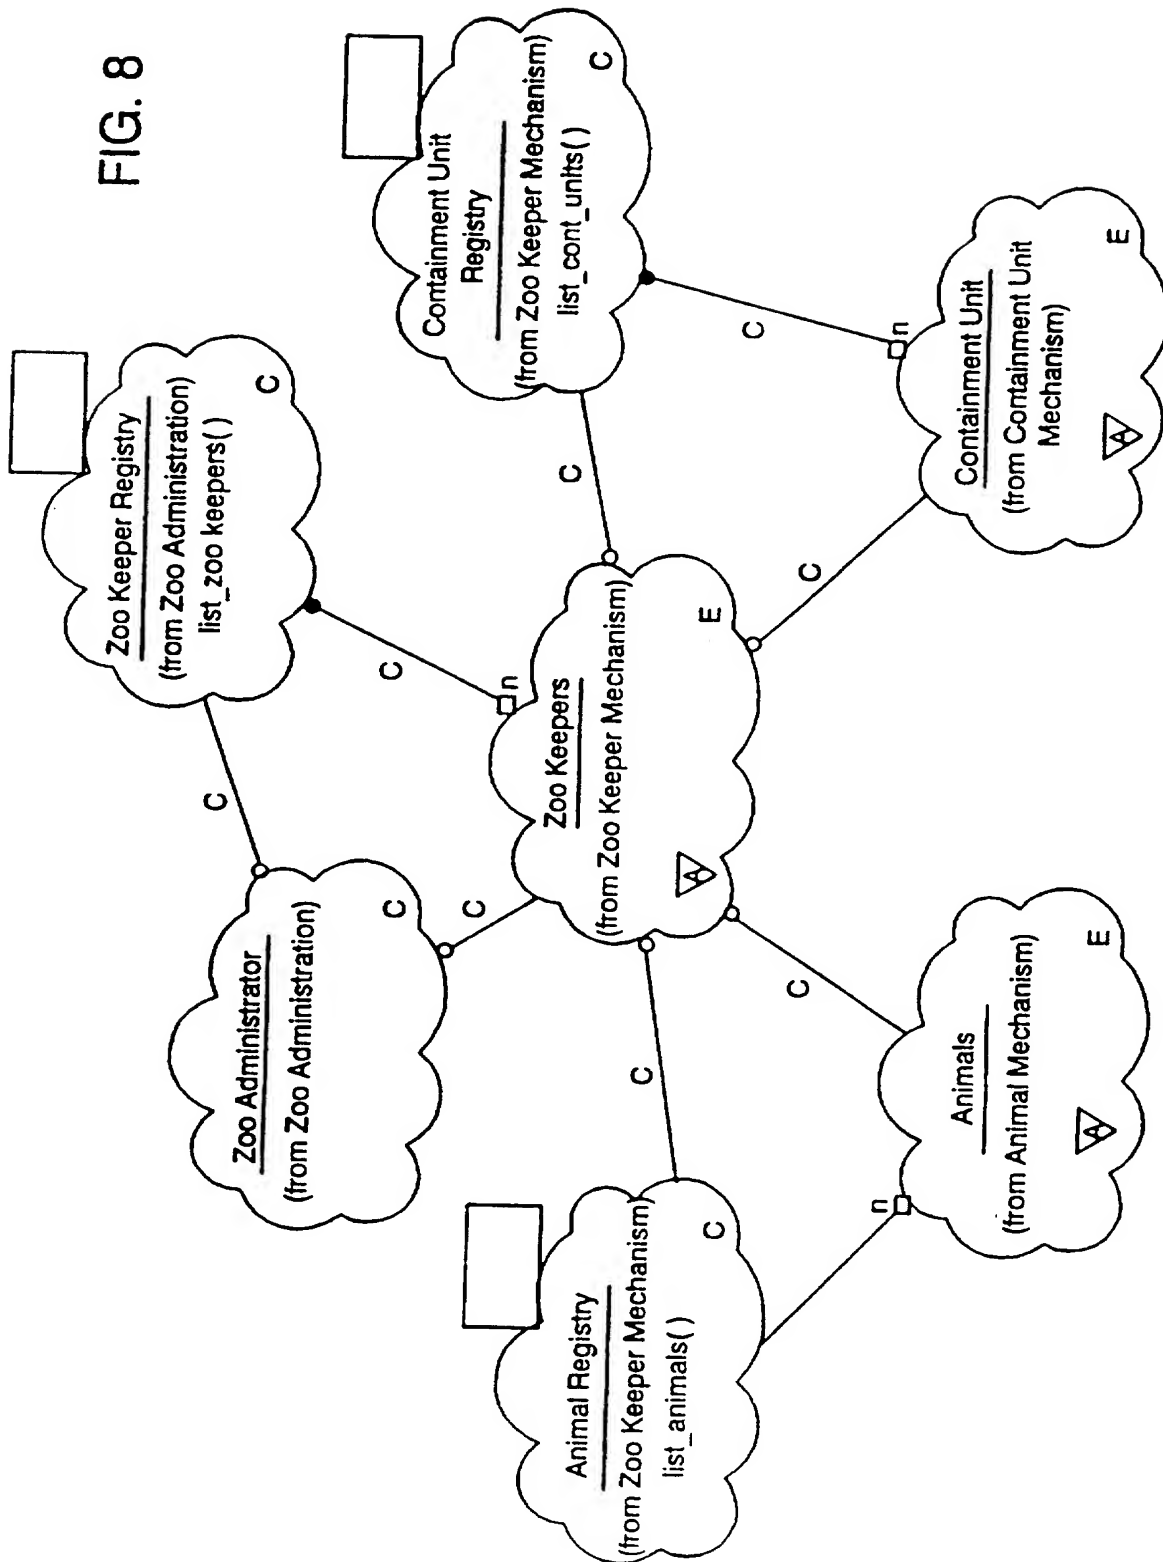 FIG. 8
Zoo Administrator
(from Zoo Administration)
C
C
Zoo Keeper Registry
(from Zoo Administration)
list_zoo keepers( )
C
C
C
n
Animal Registry
(from Zoo Keeper Mechanism)
list_animals( )
C
C
Zoo Keepers
(from Zoo Keeper Mechanism)
A
E
C
Containment Unit
Registry
(from Zoo Keeper Mechanism)
list_cont_units( )
C
n
C
C
C
n
Animals
(from Animal Mechanism)
A
E
Containment Unit
(from Containment Unit
Mechanism)
A
E